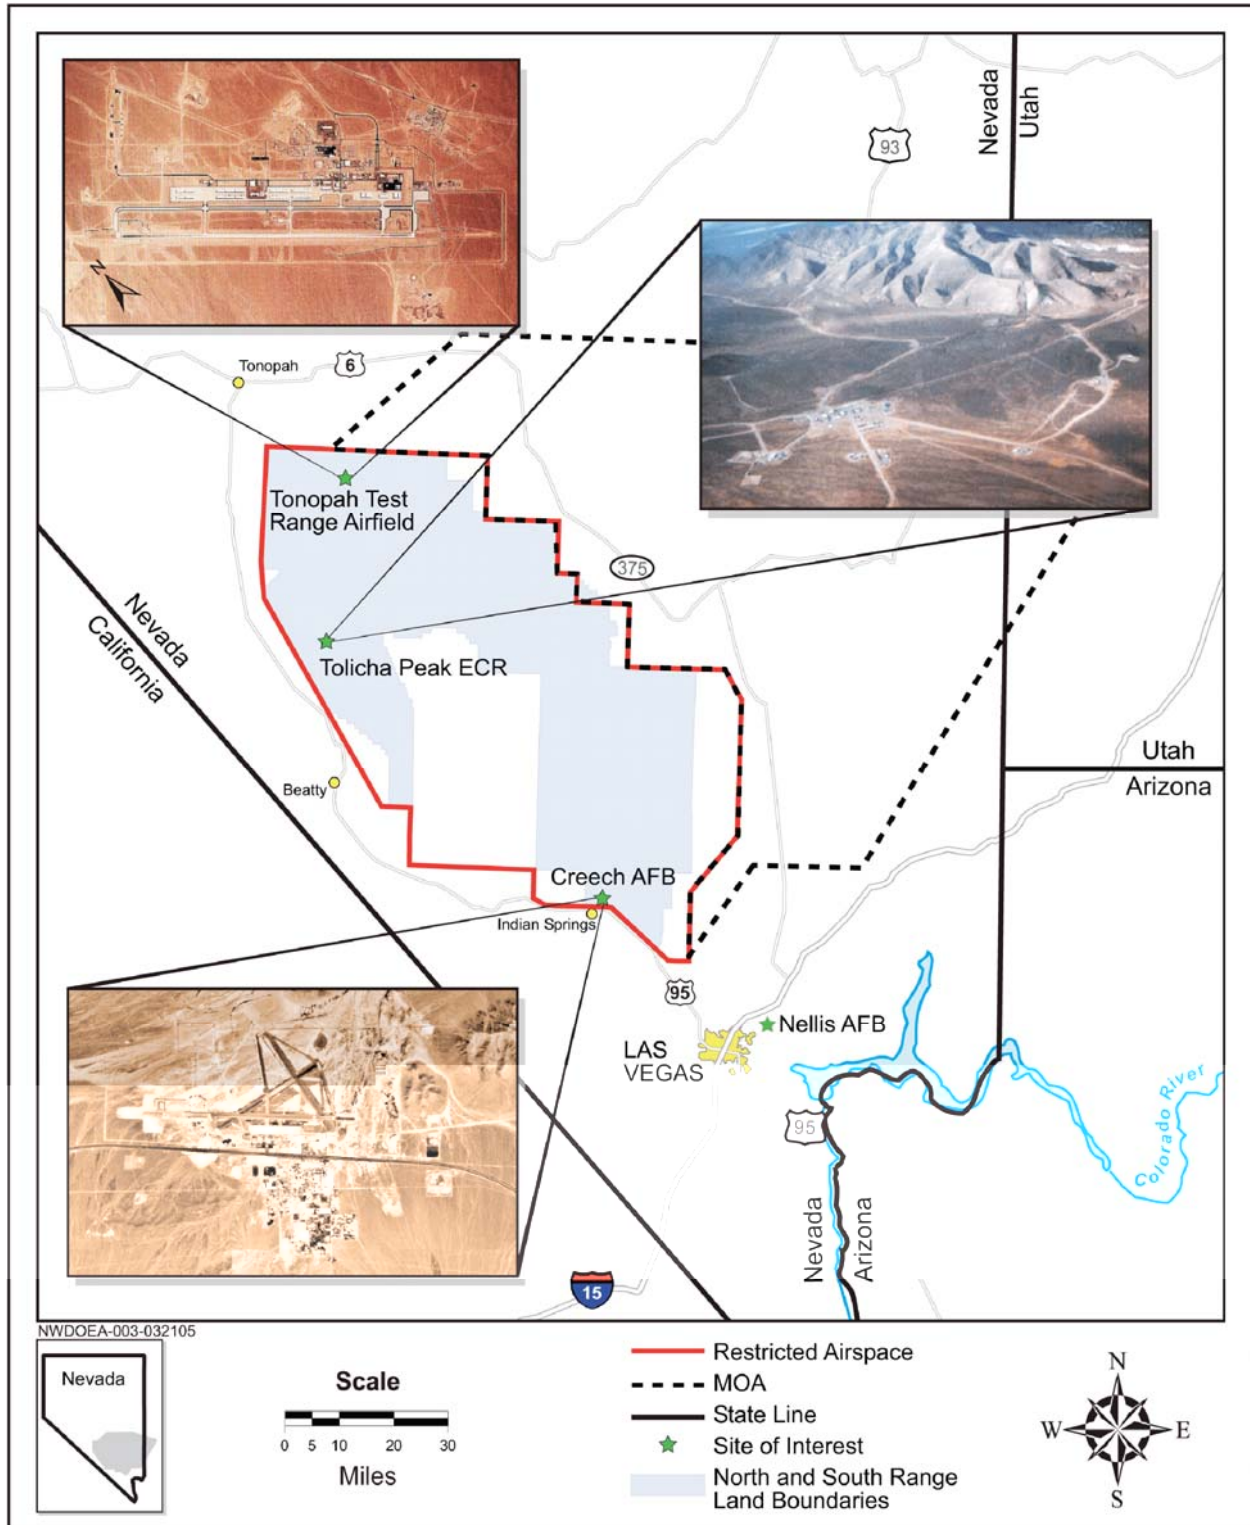 Nevada
Utah
93
N
Tonopah
6
Tonopah Test
Range Airfield
375
Nevada
California
Tolicha Peak ECR
Utah
Arizona
Beatty
Creech AFB
Indian Springs
95
Nellis AFB
LAS
VEGAS
95
Colorado River
Nevada
Arizona
15
NWDOEA-003-032105
Nevada
Scale
0 5 10 20 30
Miles
Restricted Airspace
MOA
State Line
Site of Interest
North and South Range
Land Boundaries
N
W E
S